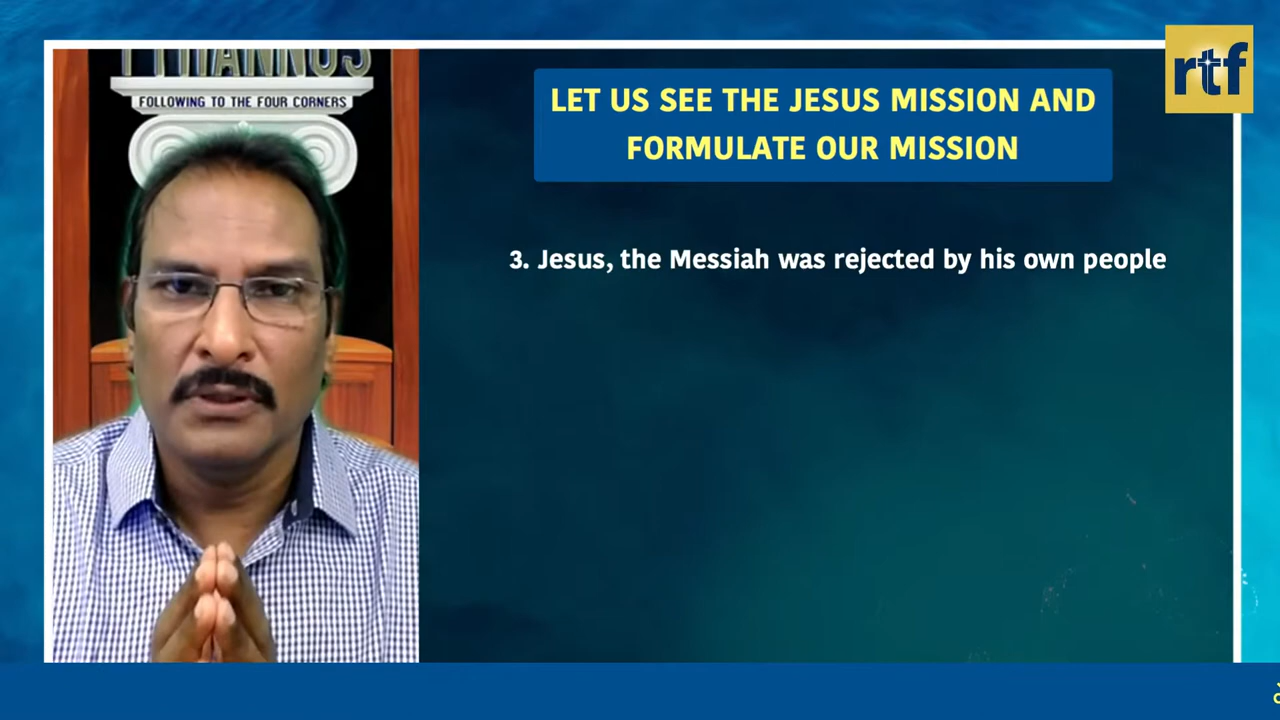 FOLLOWING TO THE FOUR CORNERS
LET US SEE THE JESUS MISSION AND
FORMULATE OUR MISSION
rtf
3. Jesus, the Messiah was rejected by his own people